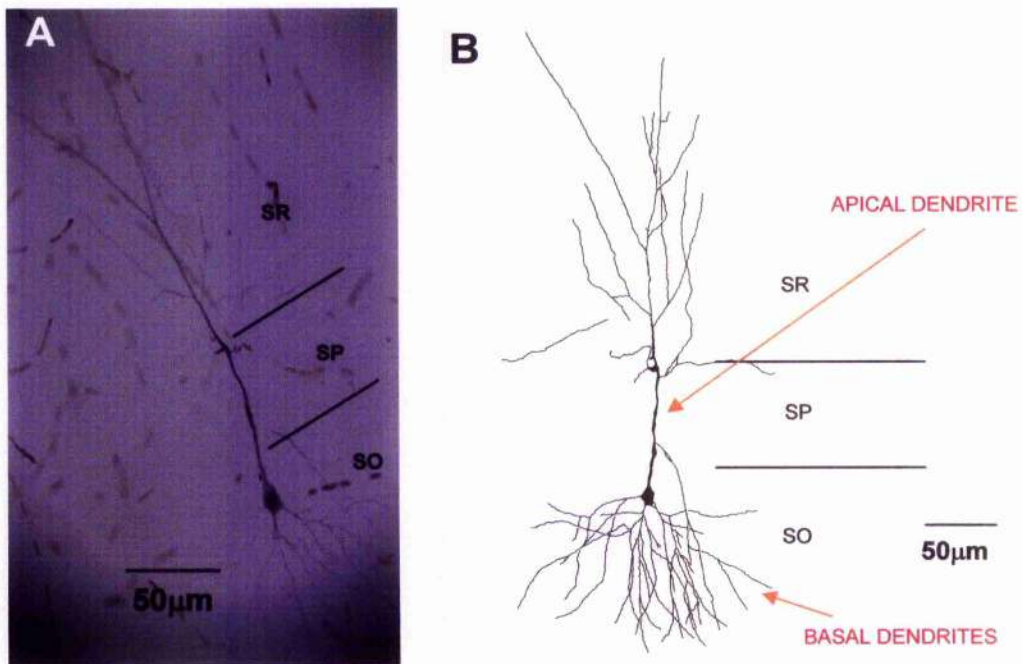 A
SR
SP
SO
50µm
B
APICAL DENDRITE
SR
SP
SO
50µm
BASAL DENDRITES